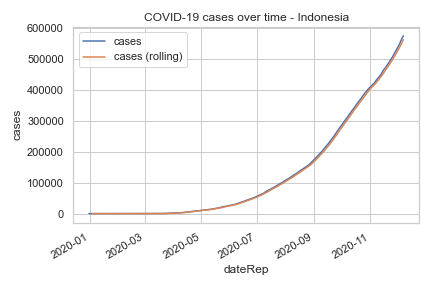 COVID-19 cases over time - Indonesia
cases
cases (rolling)
600000
500000
400000
300000
200000
100000
0
cases
2020-01
2020-03
2020-05
2020-07
2020-09
2020-11
dateRep